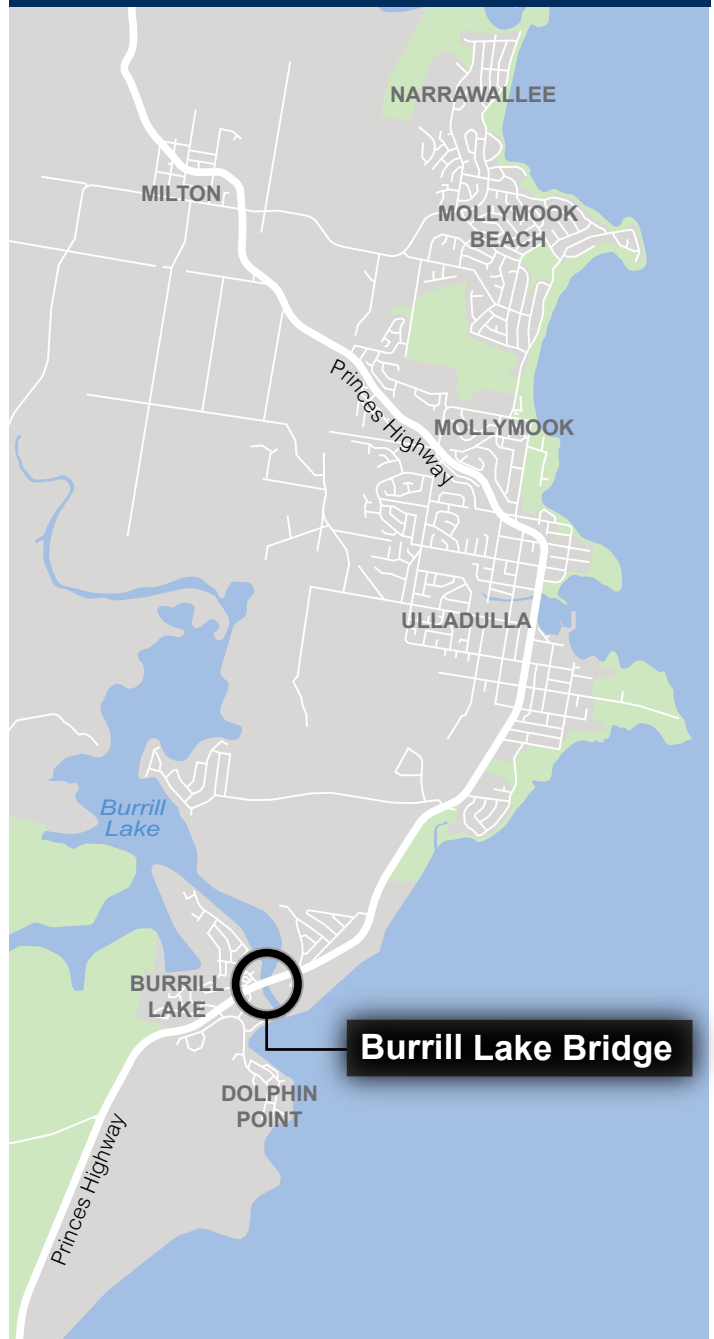 NARRAWALLEE
MILTON
MOLLYMOOK
BEACH
Princes Highway
MOLLYMOOK
ULLADULLA
Burrill
Lake
BURRILL
LAKE
Burrill Lake Bridge
DOLPHIN
POINT
Princes Highway